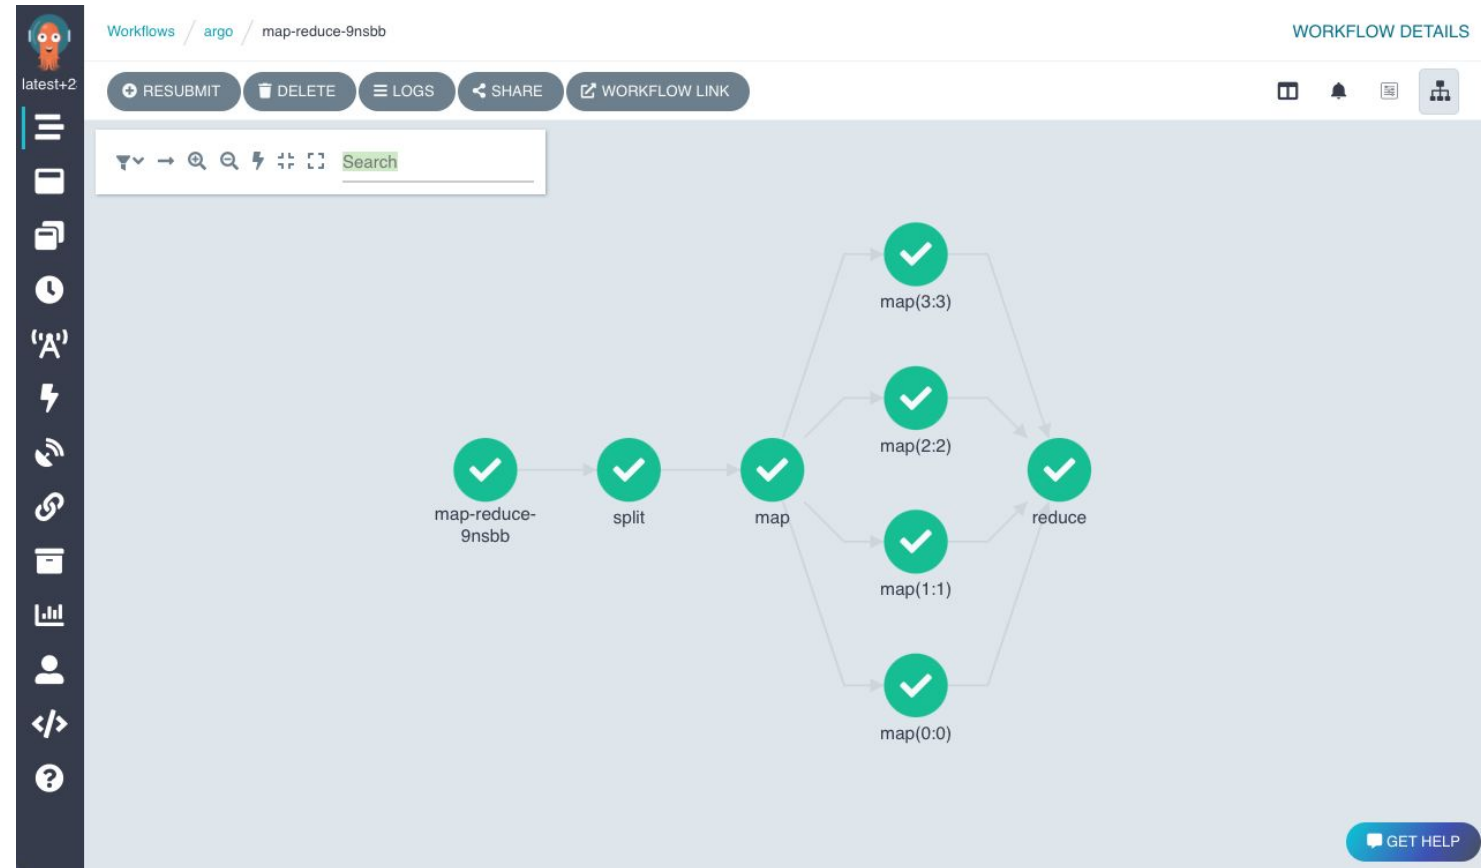 Workflows / argo / map-reduce-9nsbb
WORKFLOW DETAILS
latest+2
RESUBMIT
DELETE
LOGS
SHARE
WORKFLOW LINK
Search
map(3:3)
map(2:2)
map-reduce-
9nsbb
split
map
reduce
map(1:1)
map(0:0)
GET HELP